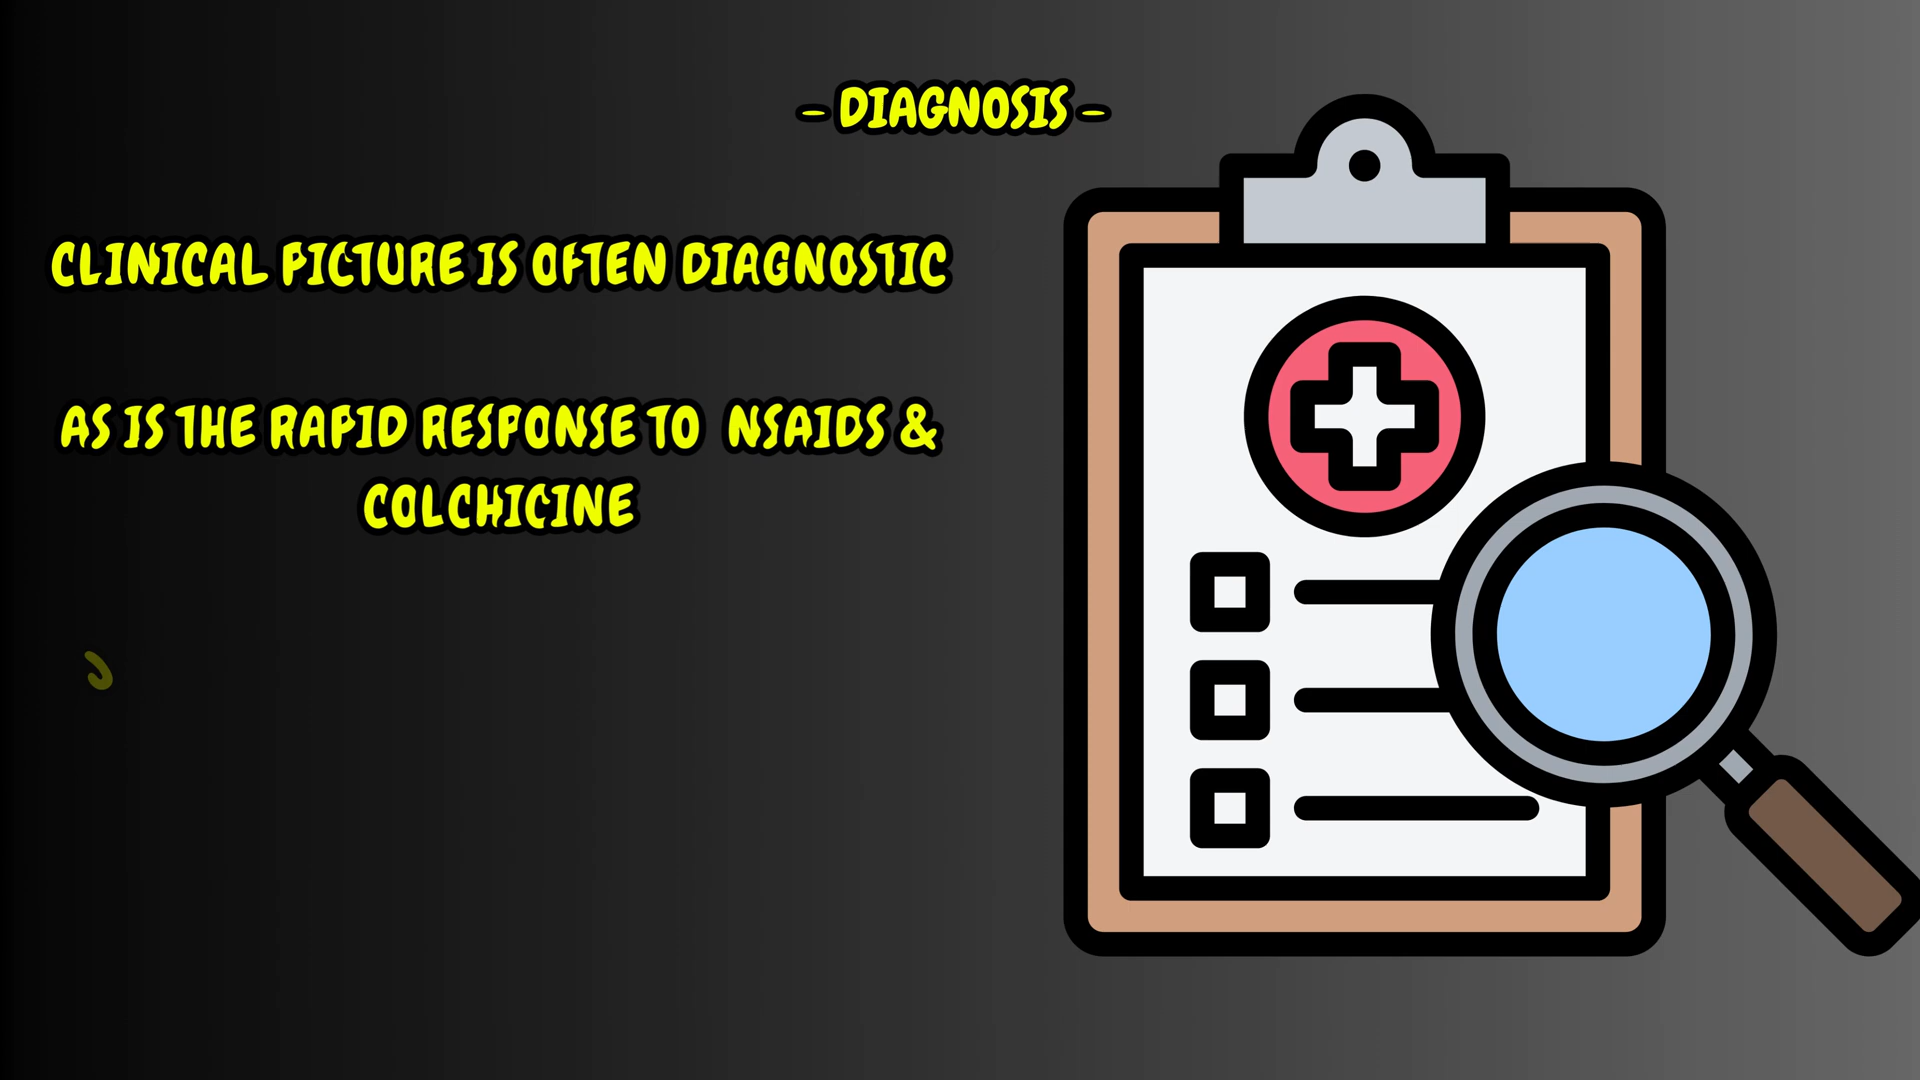 - DIAGNOSIS -
CLINICAL PICTURE IS OFTEN DIAGNOSTIC
AS IS THE RAPID RESPONSE TO NSAIDS &
COLCHICINE